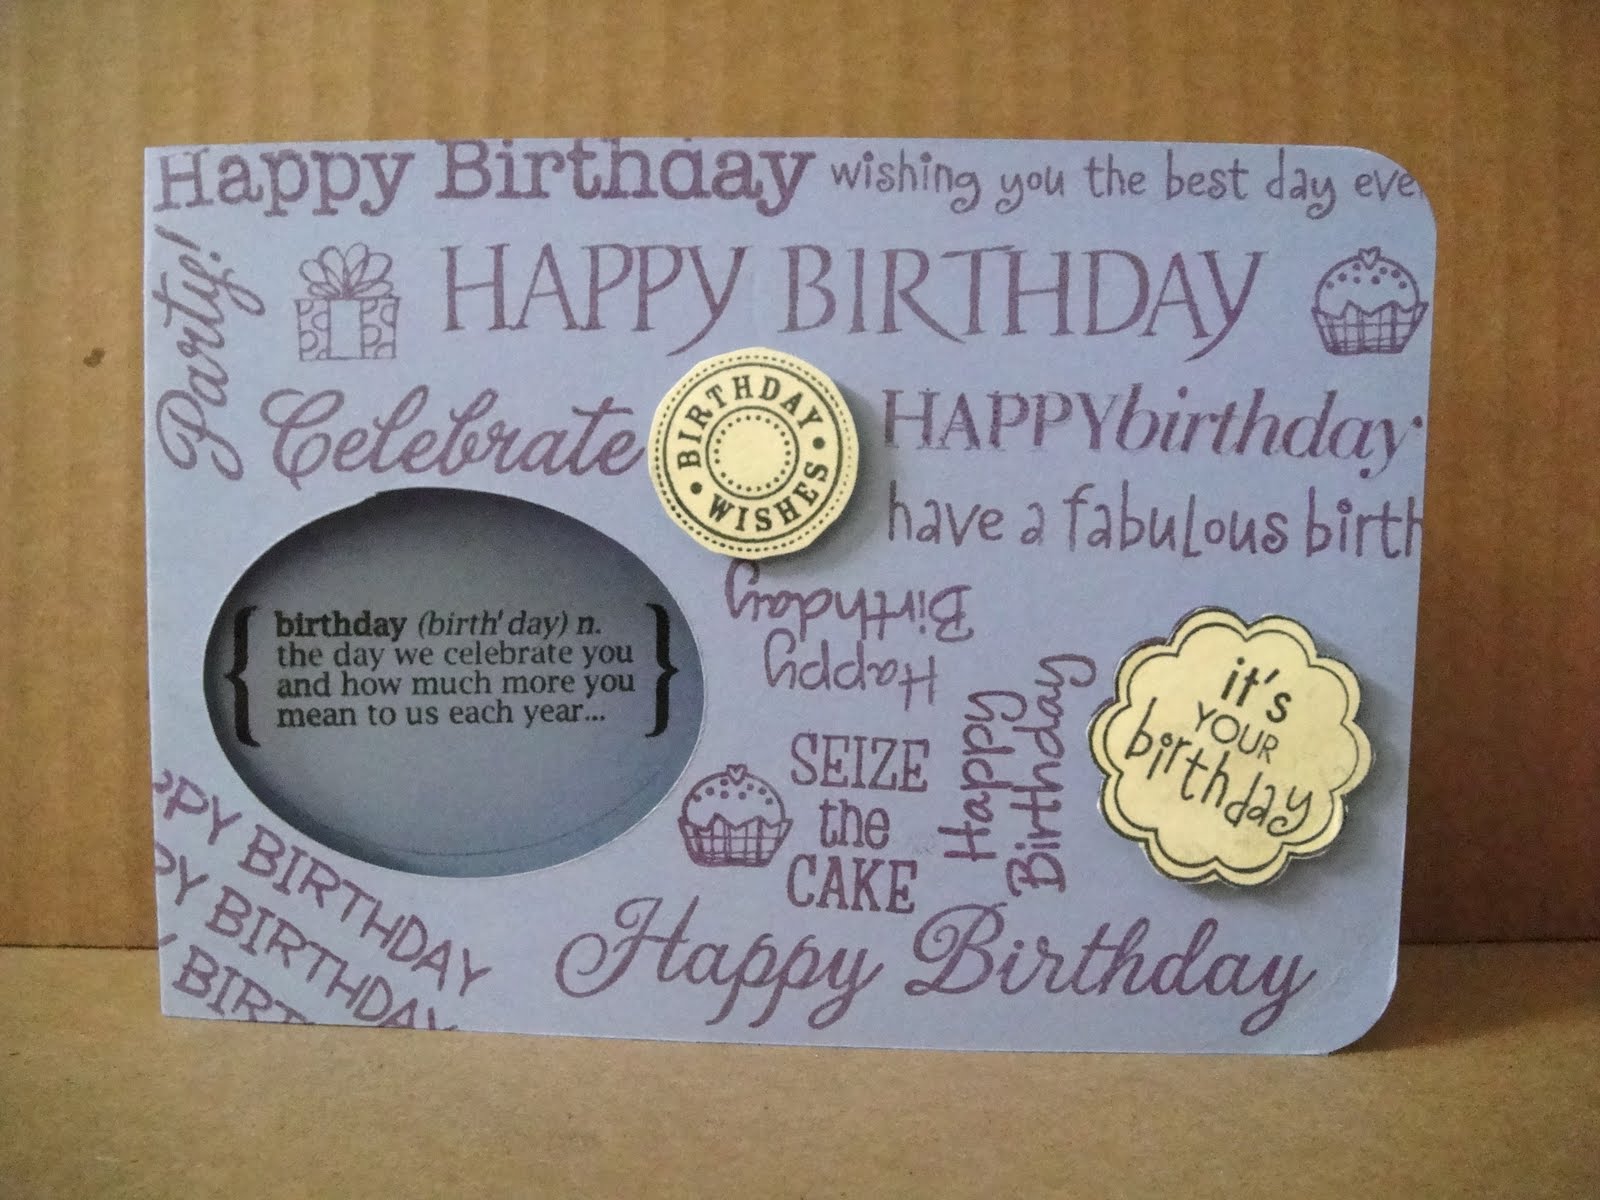 Happy Birthday
wishing you the best day eve
Party!
HAPPY BIRTHDAY
Celebrate
BIRTHDAY
WISHES
HAPPYbirthday
have a fabulous birth
birthday (birth' day) n.
the day we celebrate you
and how much more you
mean to us each year...
Happy
Birthday
SEIZE
the
CAKE
Happy
Birthday
it's
YOUR
birthday
PPY BIRTHDAY
PY BIRTHDAY
Y BIRT
Happy Birthday